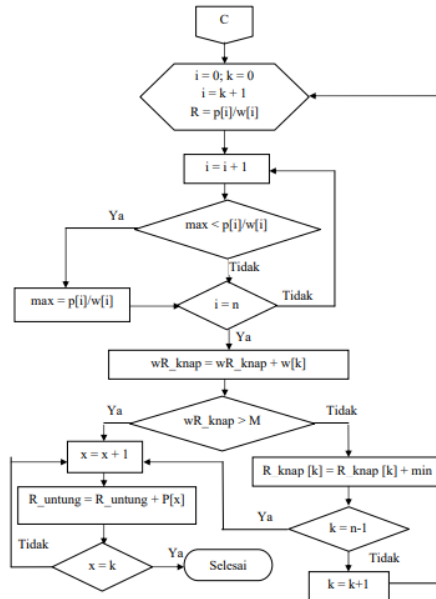 C
i = 0; k = 0
i = k + 1
R = p[i]/w[i]
i = i + 1
Ya
max < p[i]/w[i]
Tidak
max = p[i]/w[i]
i = n
Tidak
Ya
wR_knap = wR_knap + w[k]
Ya
wR_knap > M
Tidak
x = x + 1
R_knap [k] = R_knap [k] + min
R_untung = R_untung + P[x]
Ya
k = n-1
Tidak
x = k
Ya
Selesai
Tidak
k = k+1